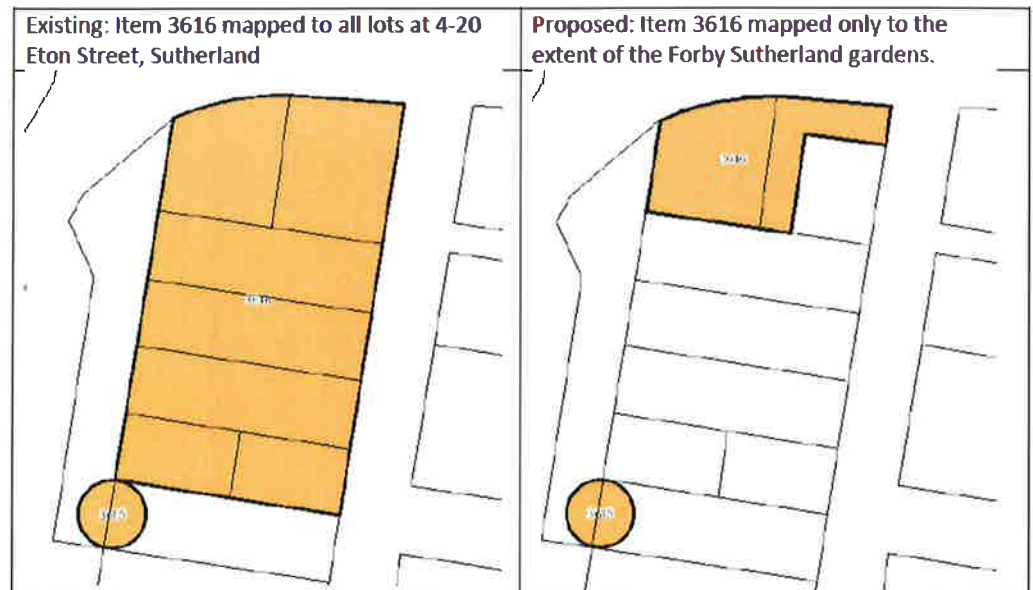 Existing: Item 3616 mapped to all lots at 4-20
Eton Street, Sutherland
Proposed: Item 3616 mapped only to the
extent of the Forby Sutherland gardens.